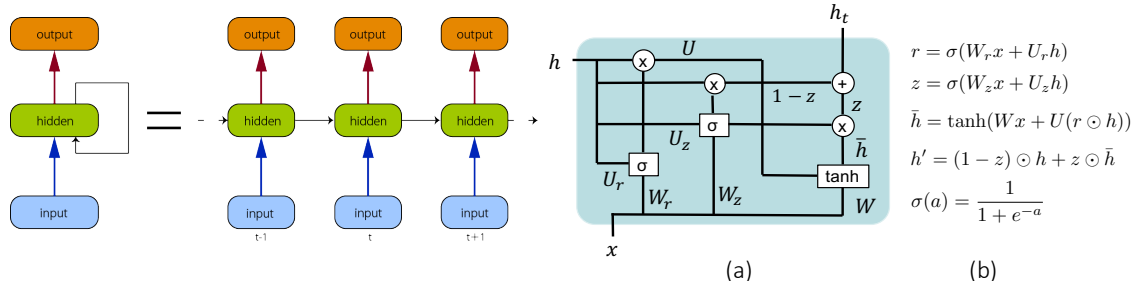 output output output output
hidden hidden hidden hidden
input input input input
t-1 t t+1
h_t
h U
x
x +
1 − z z
σ x
U_z h̄
U_r σ tanh
W_r W_z W
x
(a)
r = σ(W_r x + U_r h)
z = σ(W_z x + U_z h)
h̄ = tanh(Wx + U(r ⊙ h))
h′ = (1 − z) ⊙ h + z ⊙ h̄
σ(a) = 1 / (1 + e^{−a})
(b)